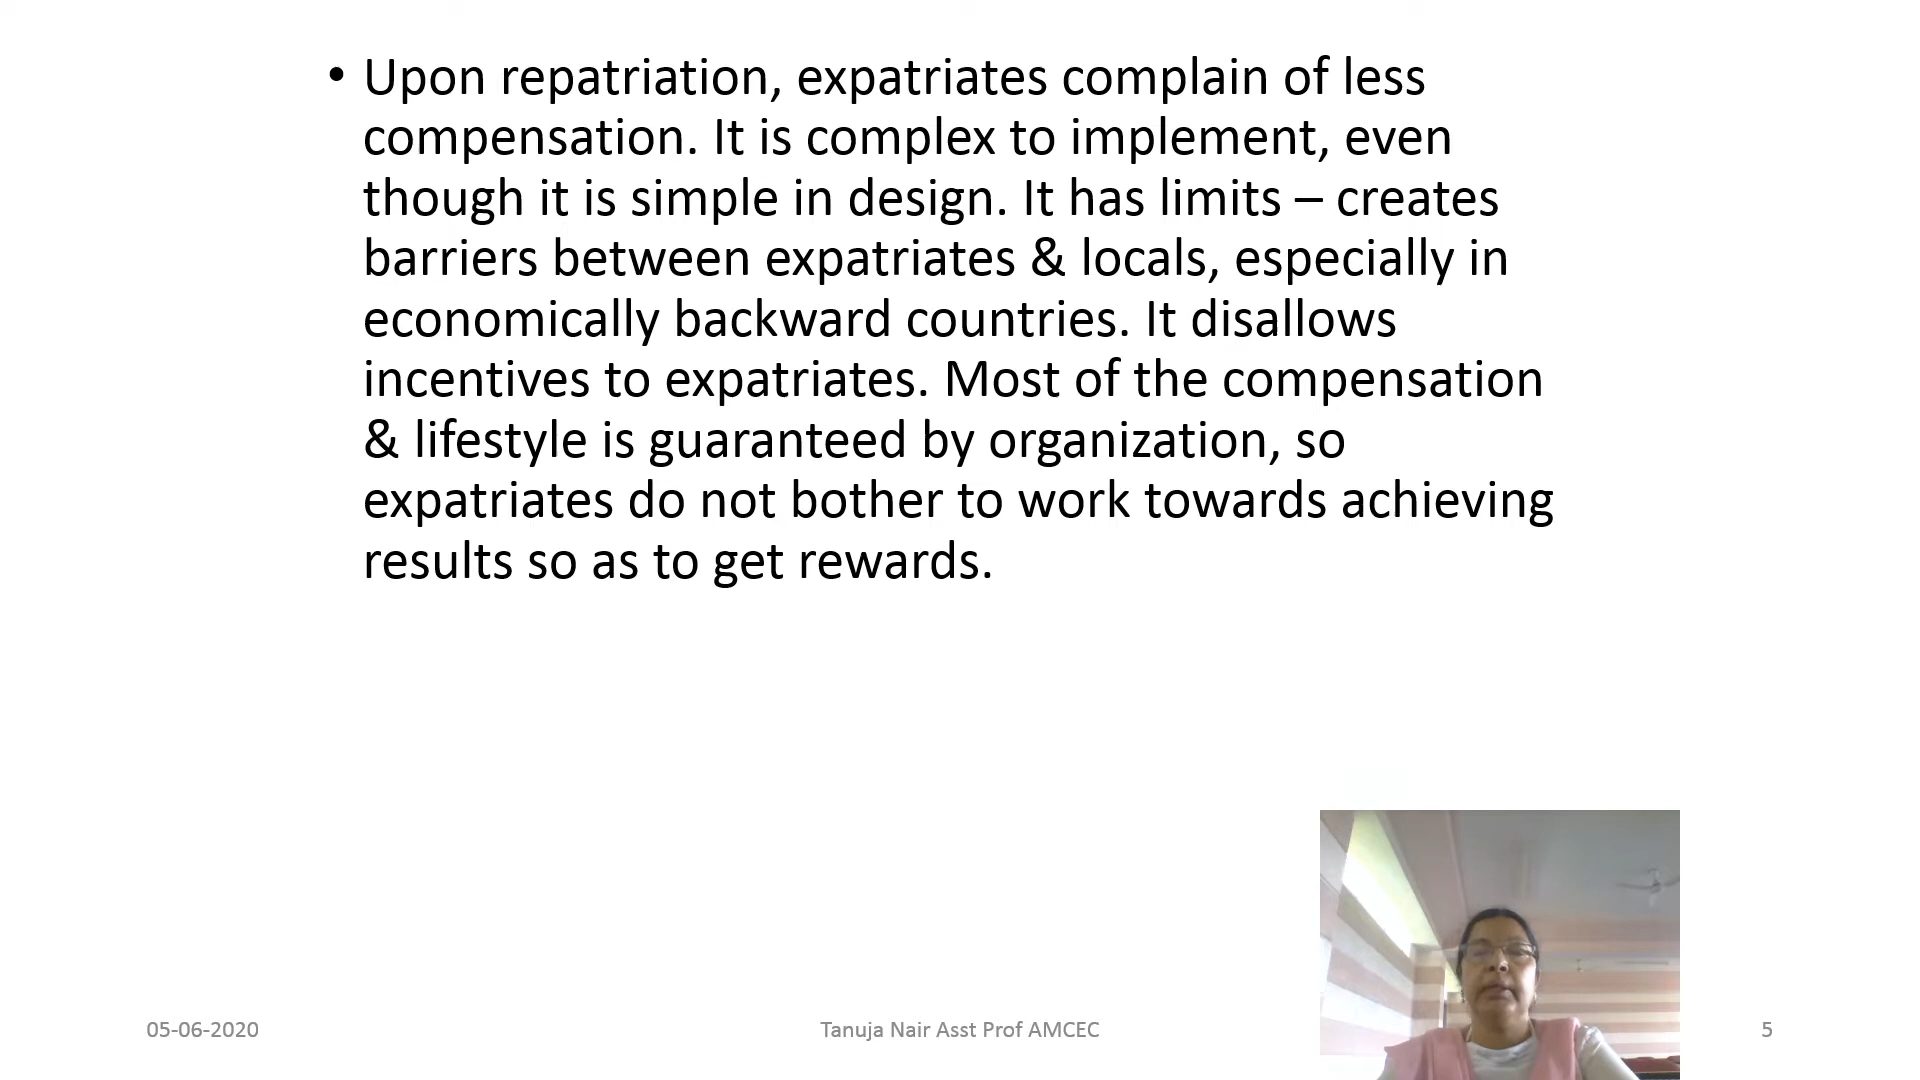 • Upon repatriation, expatriates complain of less
compensation. It is complex to implement, even
though it is simple in design. It has limits – creates
barriers between expatriates & locals, especially in
economically backward countries. It disallows
incentives to expatriates. Most of the compensation
& lifestyle is guaranteed by organization, so
expatriates do not bother to work towards achieving
results so as to get rewards.
05-06-2020
Tanuja Nair Asst Prof AMCEC
5